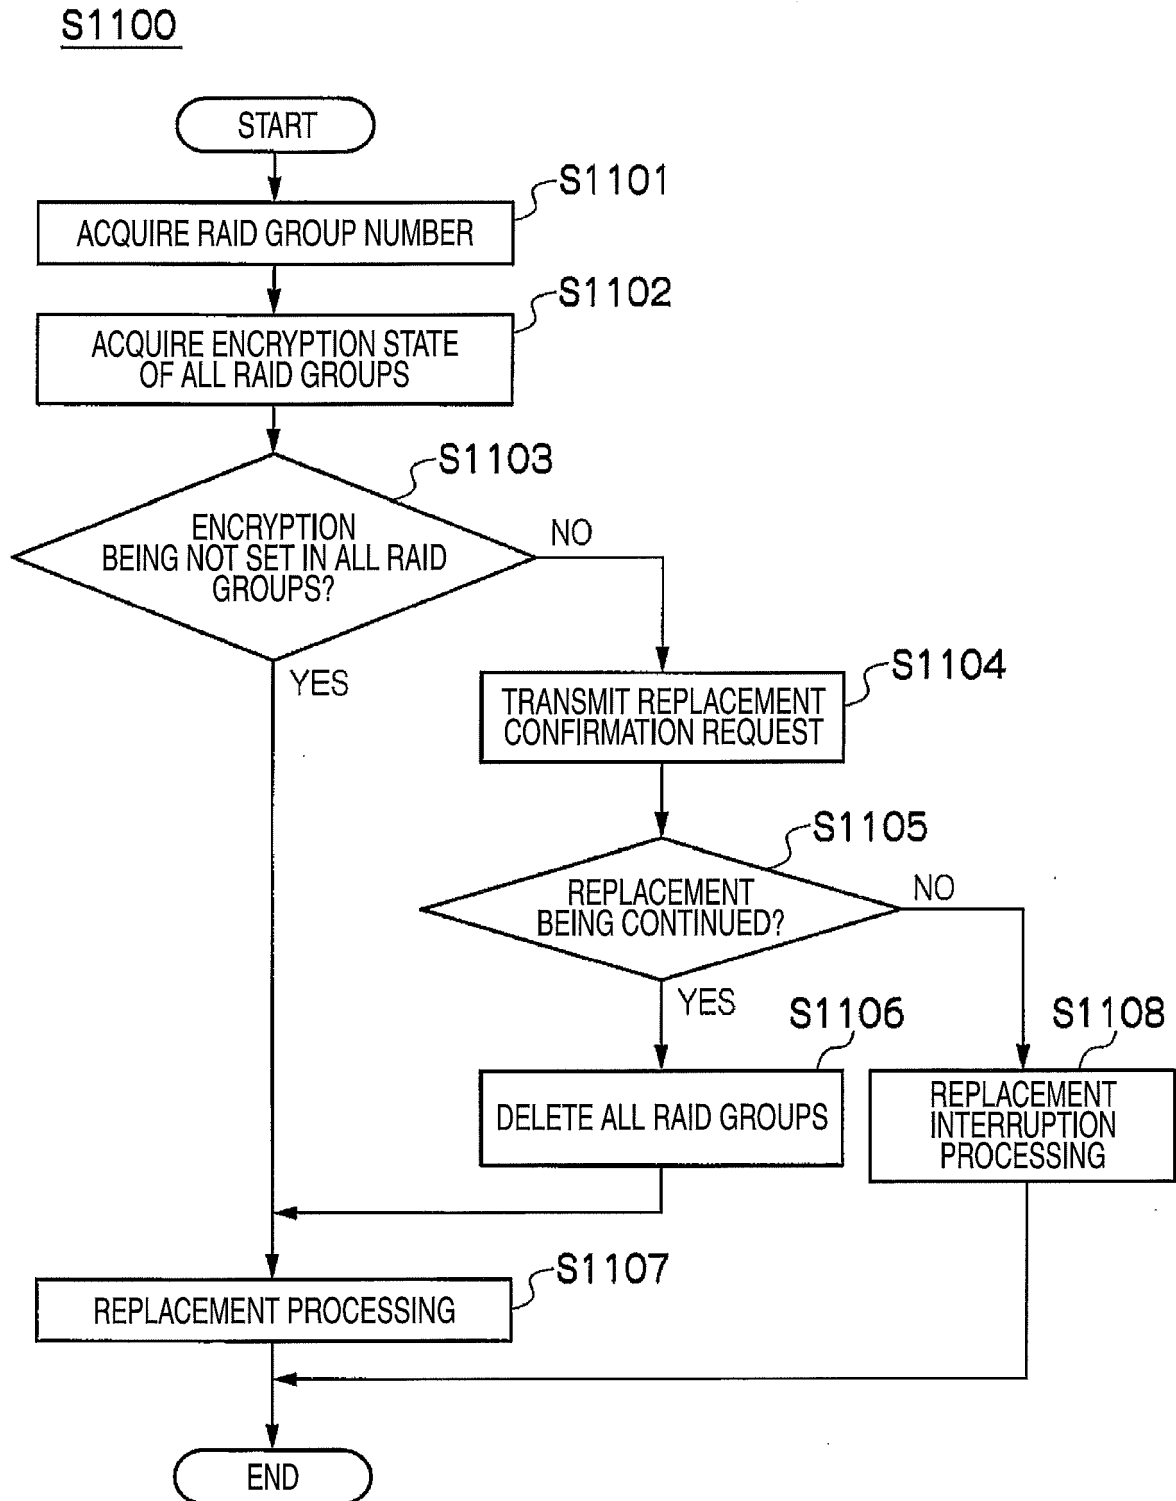 S1100
START
S1101
ACQUIRE RAID GROUP NUMBER
S1102
ACQUIRE ENCRYPTION STATE
OF ALL RAID GROUPS
S1103
ENCRYPTION
BEING NOT SET IN ALL RAID
GROUPS?
NO
YES
S1104
TRANSMIT REPLACEMENT
CONFIRMATION REQUEST
S1105
REPLACEMENT
BEING CONTINUED?
NO
YES
S1106
DELETE ALL RAID GROUPS
S1108
REPLACEMENT
INTERRUPTION
PROCESSING
S1107
REPLACEMENT PROCESSING
END